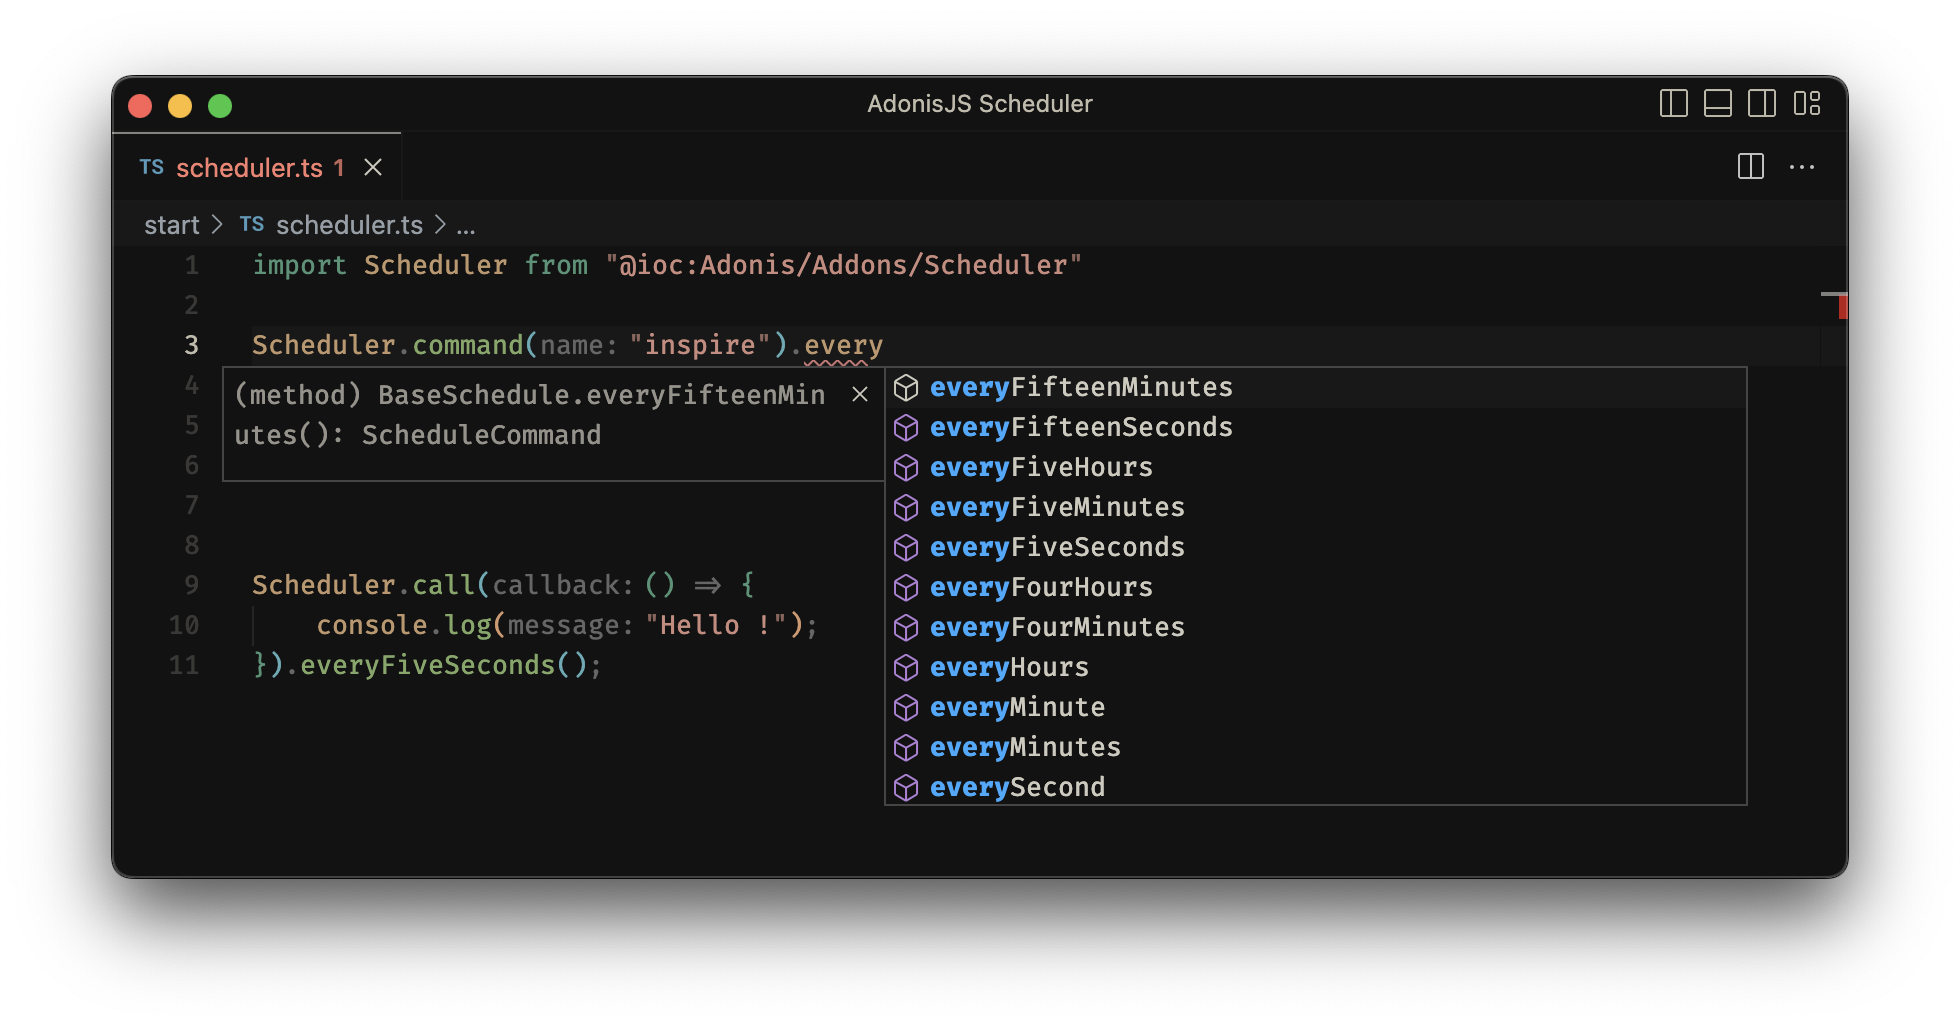 AdonisJS Scheduler
TS scheduler.ts 1
start > TS scheduler.ts > ...
1 import Scheduler from "@ioc:Adonis/Addons/Scheduler"
2
3 Scheduler.command(name: "inspire").every
4
5
6
7
8
9 Scheduler.call(callback: () => {
10 console.log(message: "Hello !");
11 }).everyFiveSeconds();
(method) BaseSchedule.everyFifteenMin
utes(): ScheduleCommand
everyFifteenMinutes
everyFifteenSeconds
everyFiveHours
everyFiveMinutes
everyFiveSeconds
everyFourHours
everyFourMinutes
everyHours
everyMinute
everyMinutes
everySecond